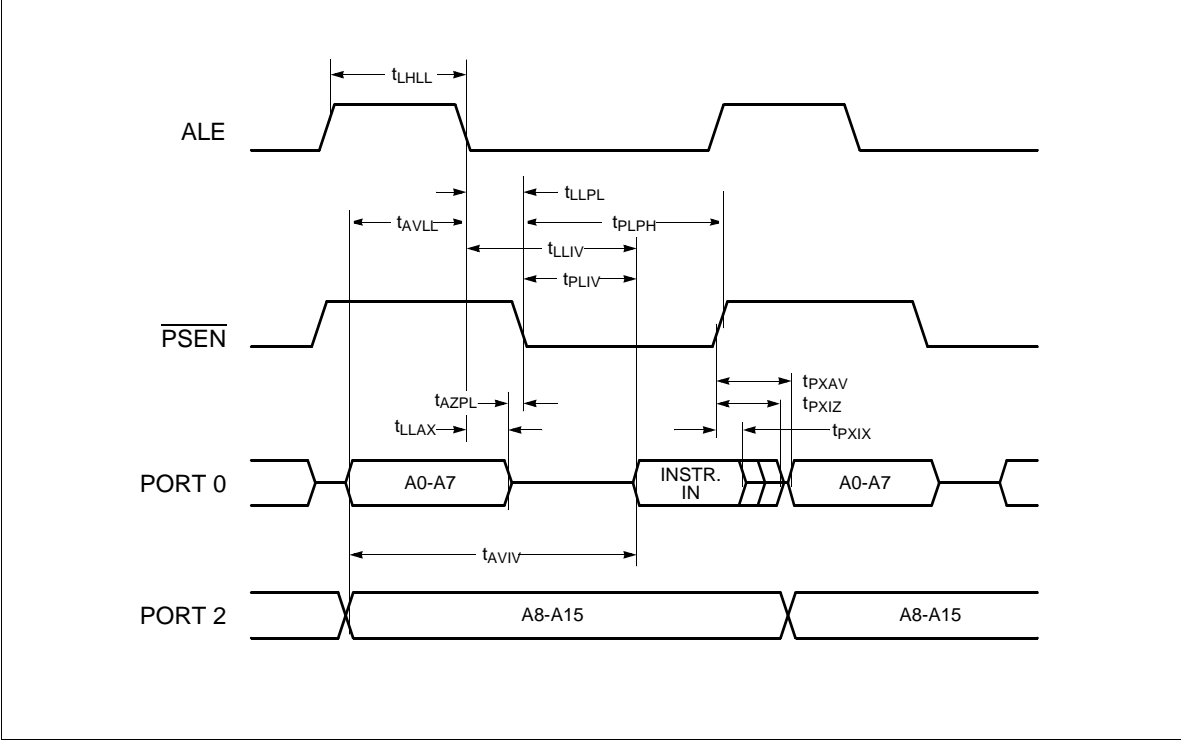 tLHLL
ALE
tLLPL
tAVLL
tPLPH
tLLIV
tPLIV
PSEN
tPXAV
tAZPL
tPXIZ
tLLAX
tPXIX
PORT 0
A0-A7
INSTR.
IN
A0-A7
tAVIV
PORT 2
A8-A15
A8-A15